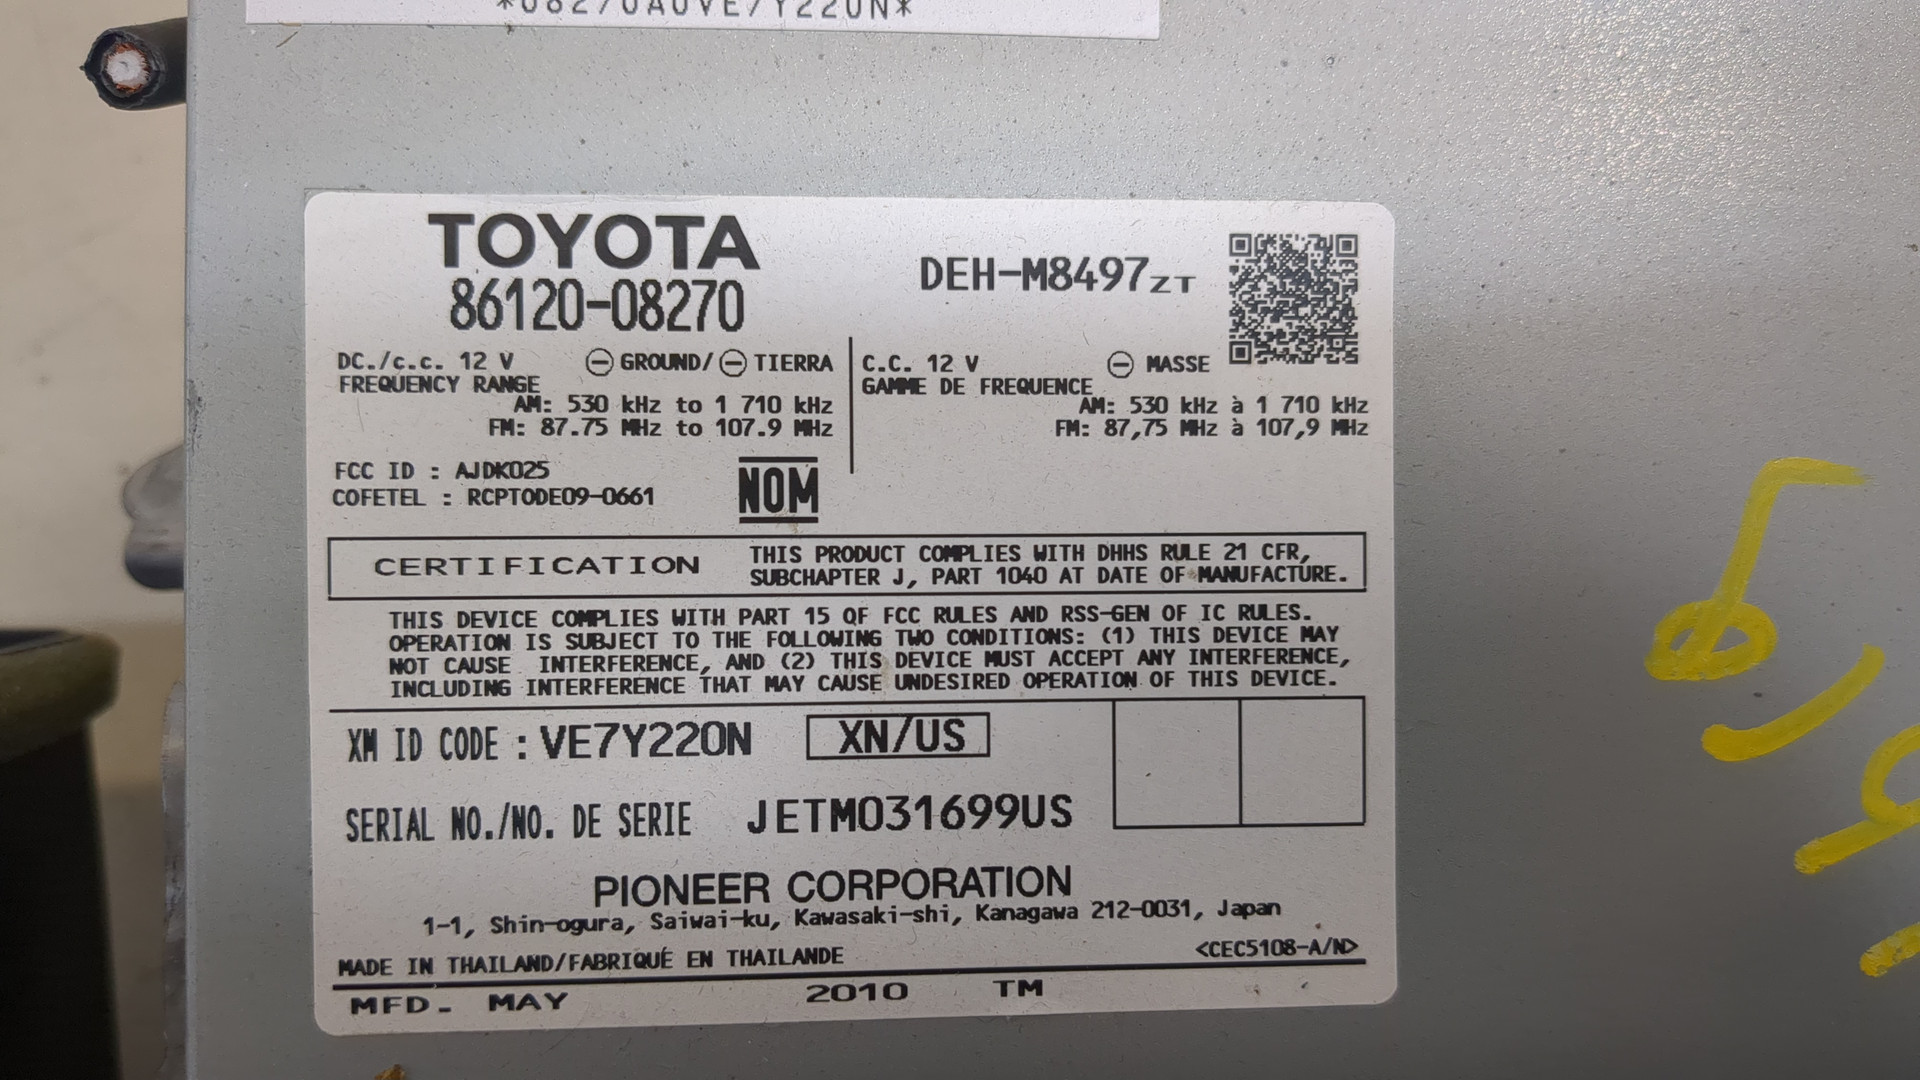 *08270A0VE7Y220N*
TOYOTA
86120-08270
DEH-M8497ZT
DC./c.c. 12 V ⊖ GROUND/⊖ TIERRA
FREQUENCY RANGE
AM: 530 kHz to 1 710 kHz
FM: 87.75 MHz to 107.9 MHz
C.C. 12 V ⊖ MASSE
GAMME DE FREQUENCE
AM: 530 kHz à 1 710 kHz
FM: 87,75 MHz à 107,9 MHz
FCC ID : AJDK025
COFETEL : RCPTODE09-0661
NOM
CERTIFICATION
THIS PRODUCT COMPLIES WITH DHHS RULE 21 CFR,
SUBCHAPTER J, PART 1040 AT DATE OF MANUFACTURE.
THIS DEVICE COMPLIES WITH PART 15 OF FCC RULES AND RSS-GEN OF IC RULES.
OPERATION IS SUBJECT TO THE FOLLOWING TWO CONDITIONS: (1) THIS DEVICE MAY
NOT CAUSE INTERFERENCE, AND (2) THIS DEVICE MUST ACCEPT ANY INTERFERENCE,
INCLUDING INTERFERENCE THAT MAY CAUSE UNDESIRED OPERATION OF THIS DEVICE.
XM ID CODE : VE7Y220N XN/US
SERIAL NO./NO. DE SERIE JETM031699US
PIONEER CORPORATION
1-1, Shin-ogura, Saiwai-ku, Kawasaki-shi, Kanagawa 212-0031, Japan
MADE IN THAILAND/FABRIQUÉ EN THAILANDE <CEC5108-A/N>
MFD. MAY 2010 TM